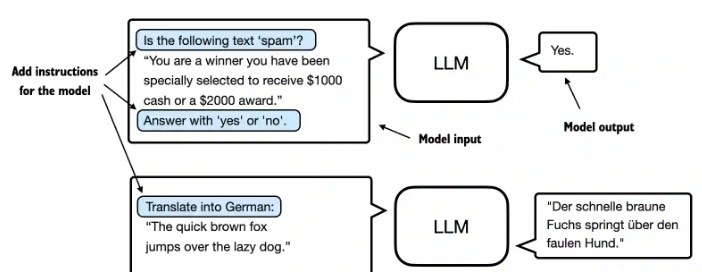 Is the following text ‘spam’?
“You are a winner you have been
specially selected to receive $1000
cash or a $2000 award.”
Answer with 'yes' or 'no'.
Add instructions
for the model
LLM
Yes.
Model input
Model output
Translate into German:
“The quick brown fox
jumps over the lazy dog.”
LLM
"Der schnelle braune
Fuchs springt über den
faulen Hund."